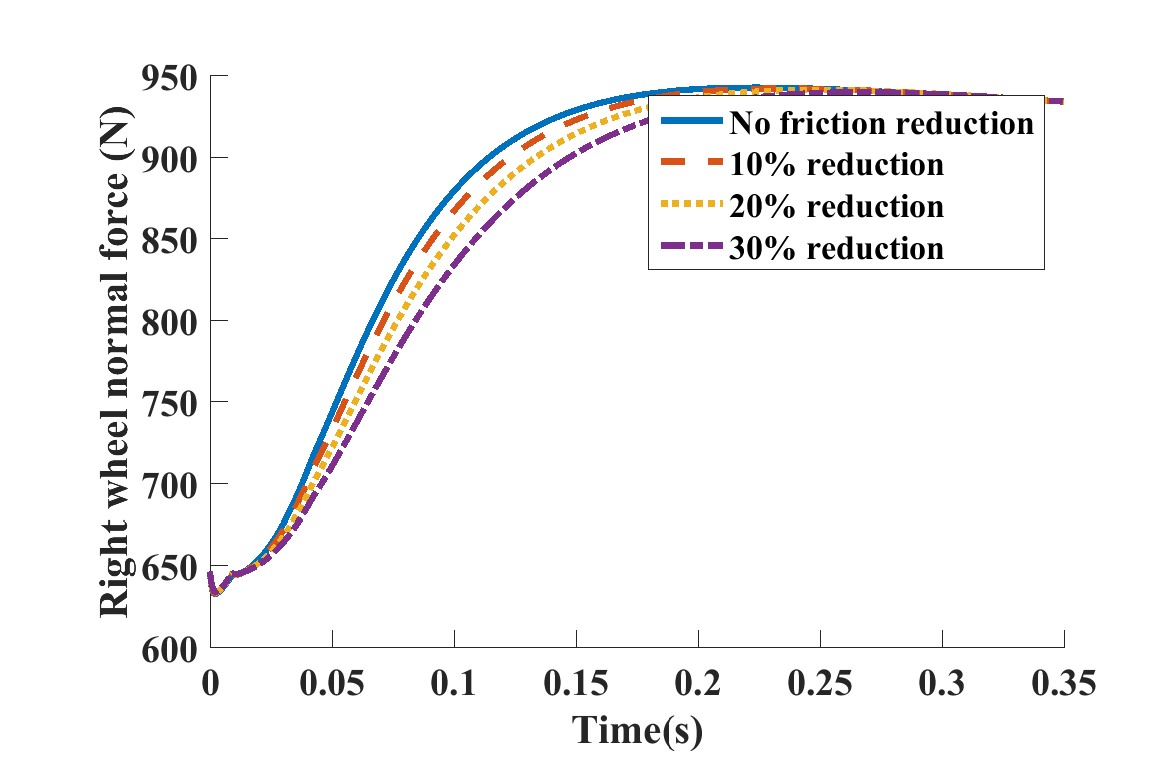 Right wheel normal force (N)
950
900
850
800
750
700
650
600
No friction reduction
10% reduction
20% reduction
30% reduction
0 0.05 0.1 0.15 0.2 0.25 0.3 0.35
Time(s)